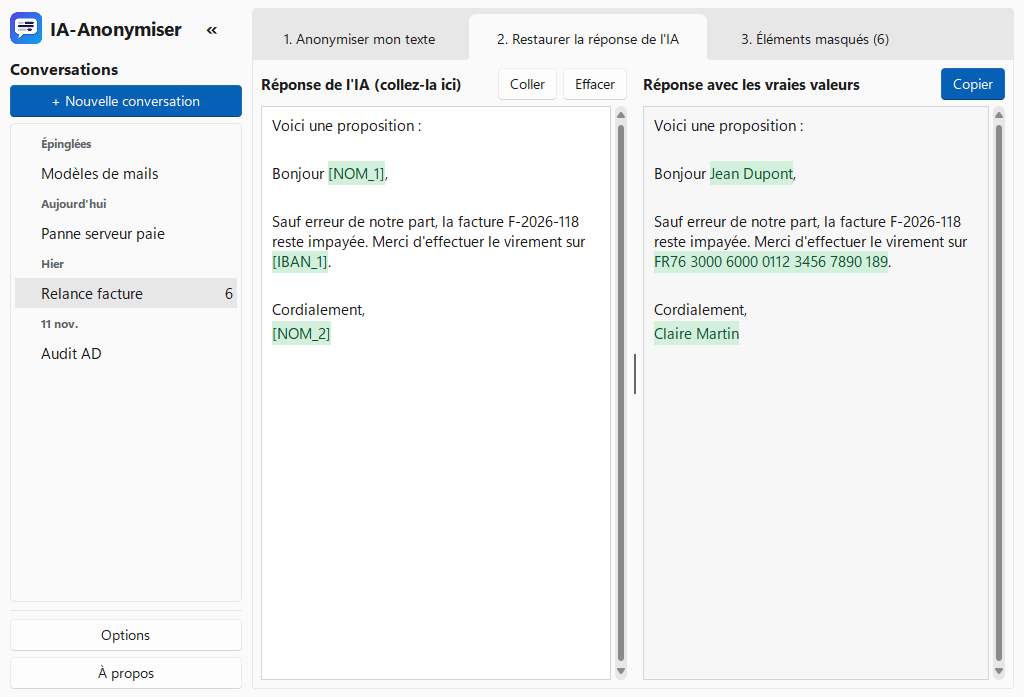 IA-Anonymiser «
Conversations
+ Nouvelle conversation
Épinglées
Modèles de mails
Aujourd'hui
Panne serveur paie
Hier
Relance facture 6
11 nov.
Audit AD
Options
À propos
1. Anonymiser mon texte
2. Restaurer la réponse de l'IA
3. Éléments masqués (6)
Réponse de l'IA (collez-la ici)
Coller
Effacer
Voici une proposition :
Bonjour [NOM_1],
Sauf erreur de notre part, la facture F-2026-118
reste impayée. Merci d'effectuer le virement sur
[IBAN_1].
Cordialement,
[NOM_2]
Réponse avec les vraies valeurs
Copier
Voici une proposition :
Bonjour Jean Dupont,
Sauf erreur de notre part, la facture F-2026-118
reste impayée. Merci d'effectuer le virement sur
FR76 3000 6000 0112 3456 7890 189.
Cordialement,
Claire Martin